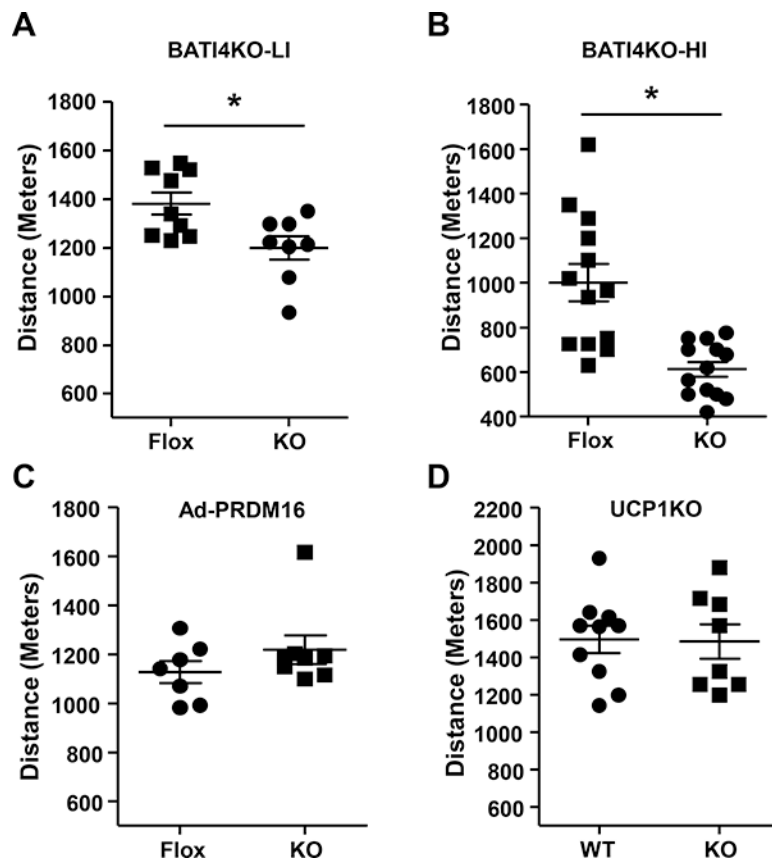 A
BATI4KO-LI
*
Distance (Meters)
1800
1600
1400
1200
1000
800
600
Flox
KO
B
BATI4KO-HI
*
Distance (Meters)
1800
1600
1400
1200
1000
800
600
400
Flox
KO
C
Ad-PRDM16
Distance (Meters)
1800
1600
1400
1200
1000
800
600
Flox
KO
D
UCP1KO
Distance (Meters)
2200
2000
1800
1600
1400
1200
1000
800
600
WT
KO